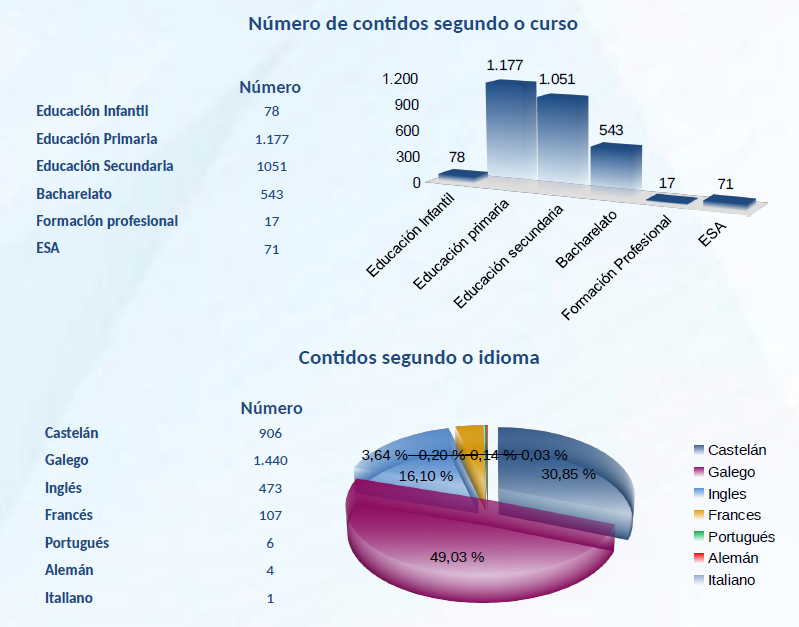 Número de contidos segundo o curso
Número
Educación Infantil 78
Educación Primaria 1.177
Educación Secundaria 1051
Bacharelato 543
Formación profesional 17
ESA 71
1.200
900
600
300
0
78
1.177
1.051
543
17
71
Educación Infantil
Educación primaria
Educación secundaria
Bacharelato
Formación Profesional
ESA
Contidos segundo o idioma
Número
Castelán 906
Galego 1.440
Inglés 473
Francés 107
Portugués 6
Alemán 4
Italiano 1
3,64 % 0,20 % 0,14 % 0,03 %
16,10 %
30,85 %
49,03 %
Castelán
Galego
Ingles
Frances
Portugués
Alemán
Italiano